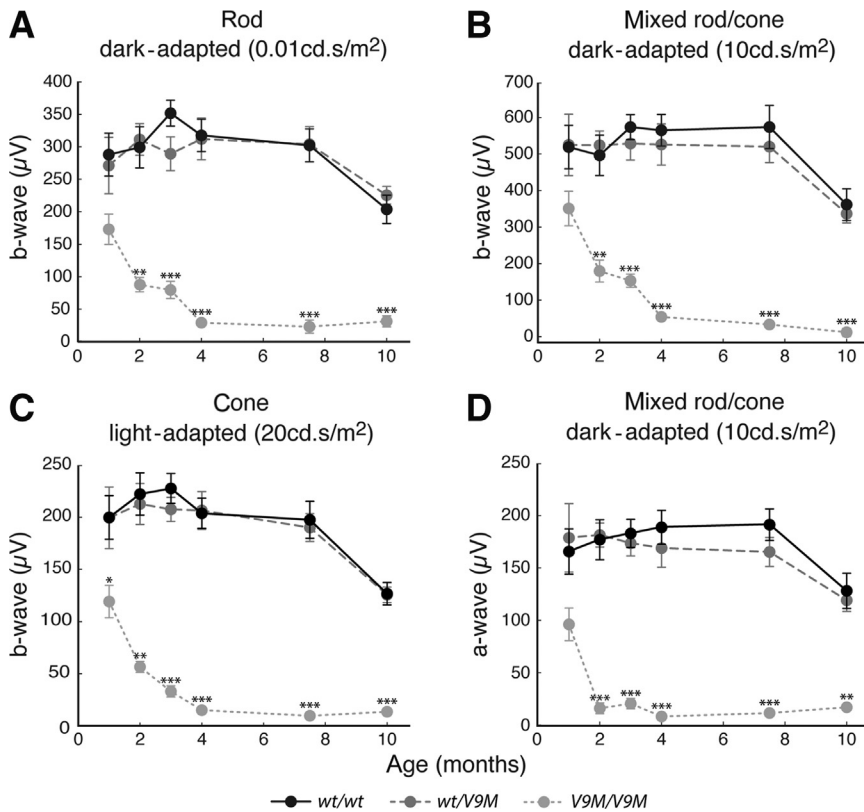 A
Rod
dark-adapted (0.01cd.s/m²)
b-wave (µV)
400
350
300
250
200
150
100
50
0
** *** *** *** ***
0 2 4 6 8 10
B
Mixed rod/cone
dark-adapted (10cd.s/m²)
b-wave (µV)
700
600
500
400
300
200
100
0
** *** *** *** ***
0 2 4 6 8 10
C
Cone
light-adapted (20cd.s/m²)
b-wave (µV)
250
200
150
100
50
0
* ** *** *** *** ***
0 2 4 6 8 10
D
Mixed rod/cone
dark-adapted (10cd.s/m²)
a-wave (µV)
250
200
150
100
50
0
*** *** *** *** **
0 2 4 6 8 10
Age (months)
wt/wt wt/V9M V9M/V9M